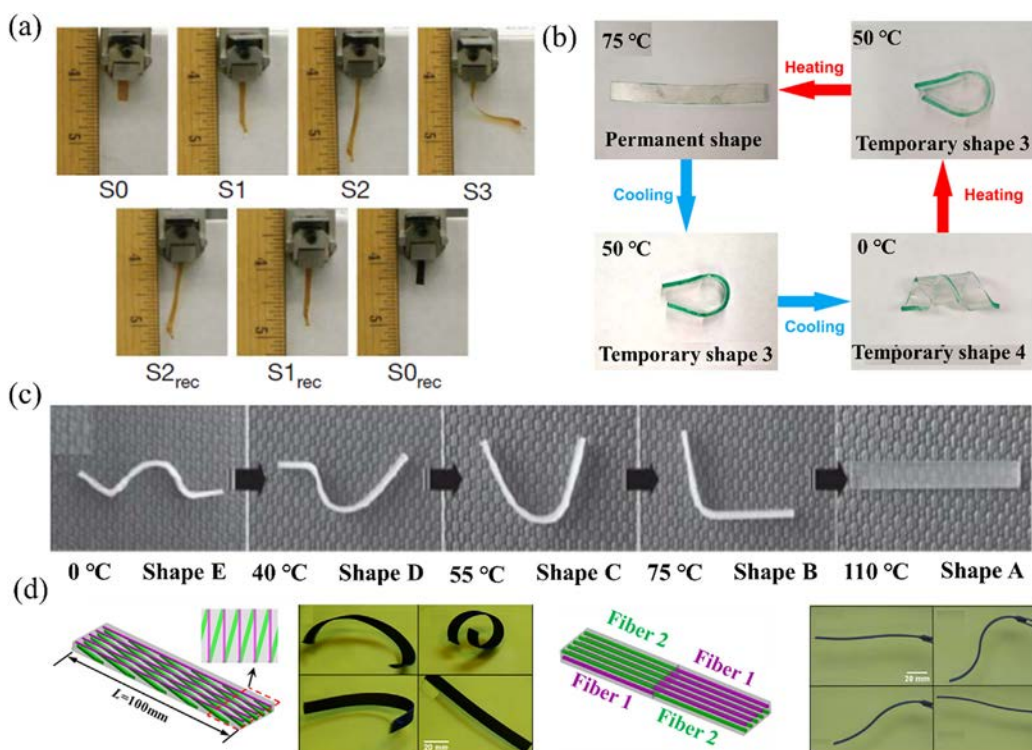 (a)
S0
S1
S2
S3
S2rec
S1rec
S0rec
(b)
75 °C
Permanent shape
Heating
50 °C
Temporary shape 3
Cooling
Heating
50 °C
Temporary shape 3
Cooling
0 °C
Temporary shape 4
(c)
0 °C Shape E
40 °C Shape D
55 °C Shape C
75 °C Shape B
110 °C Shape A
(d)
L=100mm
20 mm
Fiber 2
Fiber 1
Fiber 1
Fiber 2
20 mm